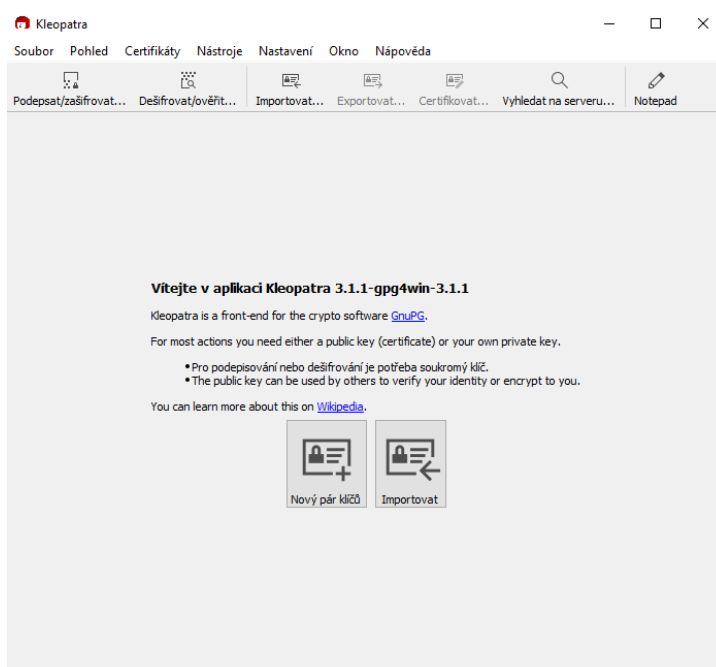 Kleopatra
Soubor Pohled Certifikáty Nástroje Nastavení Okno Nápověda
Podepsat/zašifrovat... Dešifrovat/ověřit... Importovat... Exportovat... Certifikovat... Vyhledat na serveru... Notepad
Vítejte v aplikaci Kleopatra 3.1.1-gpg4win-3.1.1
Kleopatra is a front-end for the crypto software GnuPG.
For most actions you need either a public key (certificate) or your own private key.
• Pro podepisování nebo dešifrování je potřeba soukromý klíč.
• The public key can be used by others to verify your identity or encrypt to you.
You can learn more about this on Wikipedia.
Nový pár klíčů Importovat